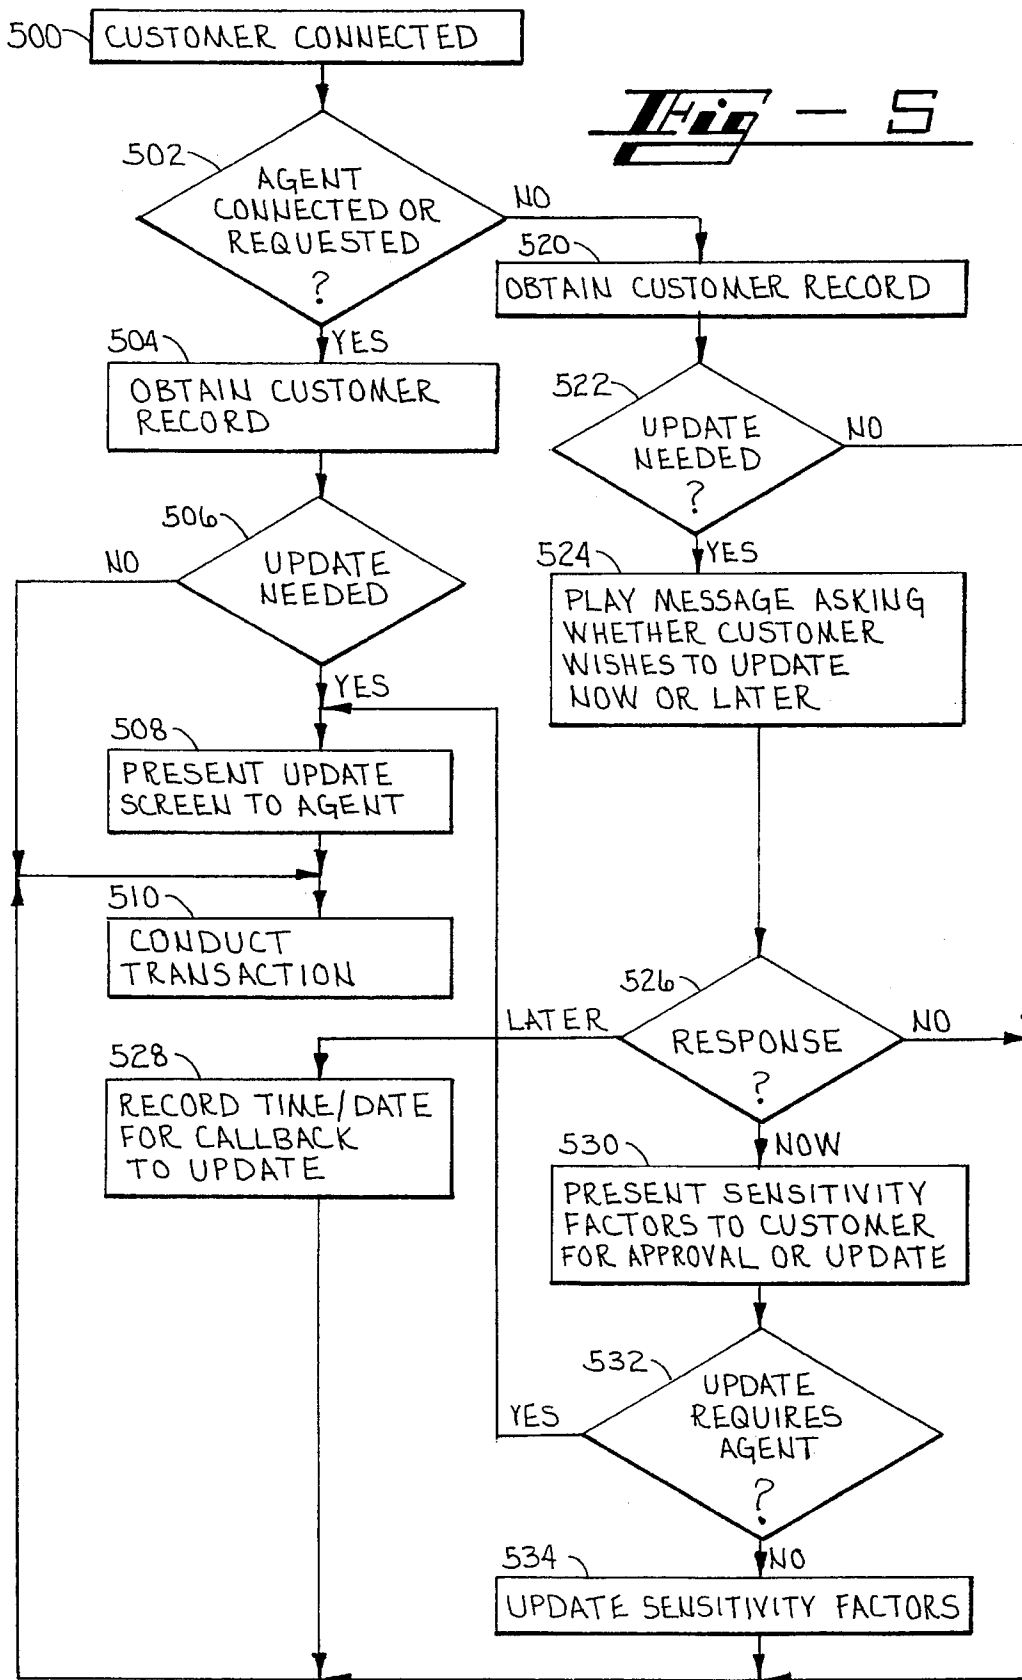 500
CUSTOMER CONNECTED
Fig - 5
502
AGENT
CONNECTED OR
REQUESTED
?
NO
YES
504
OBTAIN CUSTOMER
RECORD
506
UPDATE
NEEDED
NO
YES
508
PRESENT UPDATE
SCREEN TO AGENT
510
CONDUCT
TRANSACTION
520
OBTAIN CUSTOMER RECORD
522
UPDATE
NEEDED
?
NO
YES
524
PLAY MESSAGE ASKING
WHETHER CUSTOMER
WISHES TO UPDATE
NOW OR LATER
526
RESPONSE
?
LATER
NO
NOW
528
RECORD TIME/DATE
FOR CALLBACK
TO UPDATE
530
PRESENT SENSITIVITY
FACTORS TO CUSTOMER
FOR APPROVAL OR UPDATE
532
UPDATE
REQUIRES
AGENT
?
YES
NO
534
UPDATE SENSITIVITY FACTORS